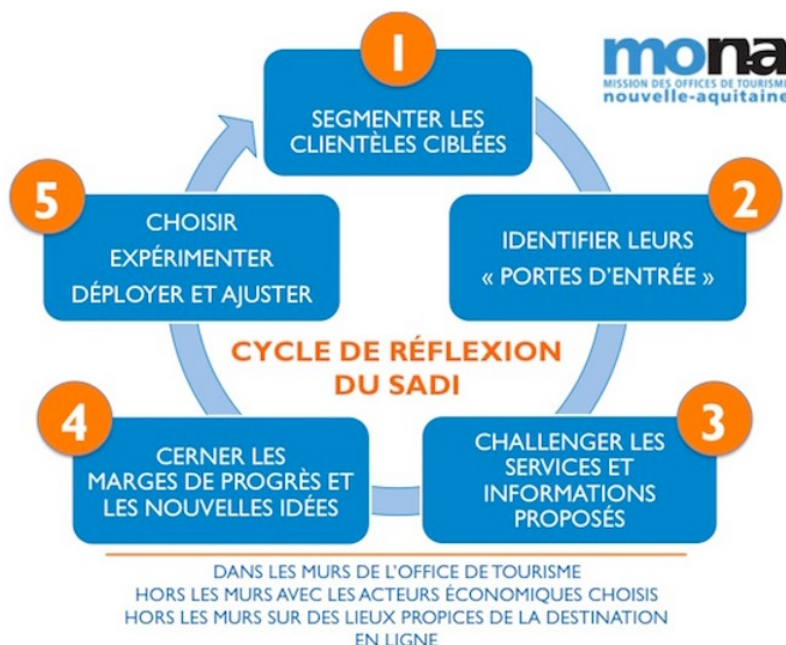 1
SEGMENTER LES
CLIENTÈLES CIBLÉES
mona
MISSION DES OFFICES DE TOURISME
nouvelle-aquitaine
2
IDENTIFIER LEURS
« PORTES D’ENTRÉE »
3
CHALLENGER LES
SERVICES ET
INFORMATIONS
PROPOSÉS
4
CERNER LES
MARGES DE PROGRÈS ET
LES NOUVELLES IDÉES
5
CHOISIR
EXPÉRIMENTER
DÉPLOYER ET AJUSTER
CYCLE DE RÉFLEXION
DU SADI
DANS LES MURS DE L’OFFICE DE TOURISME
HORS LES MURS AVEC LES ACTEURS ÉCONOMIQUES CHOISIS
HORS LES MURS SUR DES LIEUX PROPICES DE LA DESTINATION
EN LIGNE